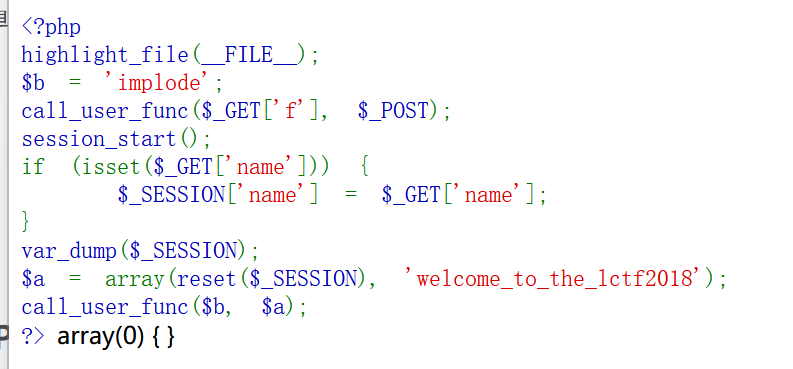 <?php
highlight_file(__FILE__);
$b = 'implode';
call_user_func($_GET['f'], $_POST);
session_start();
if (isset($_GET['name'])) {
        $_SESSION['name'] = $_GET['name'];
}
var_dump($_SESSION);
$a = array(reset($_SESSION), 'welcome_to_the_lctf2018');
call_user_func($b, $a);
?> array(0) { }